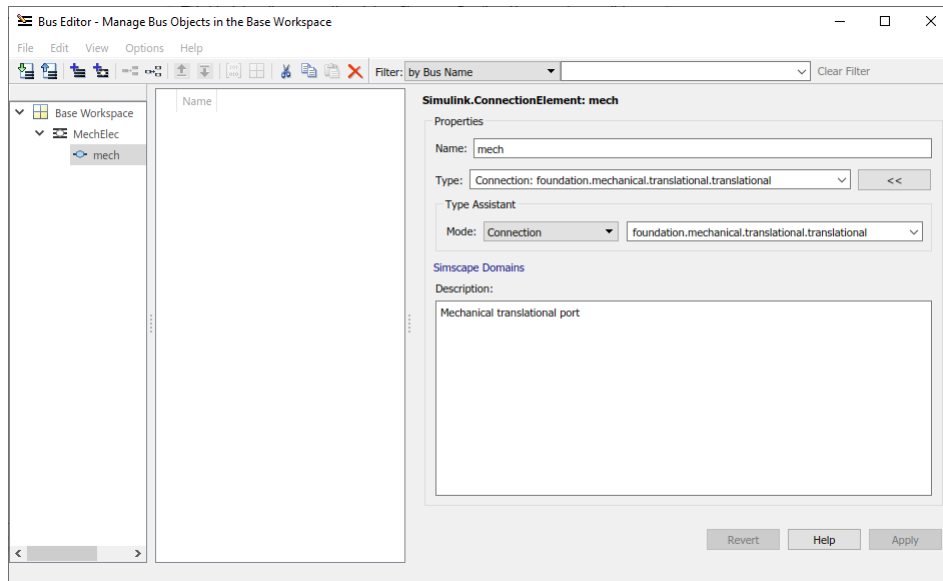 Bus Editor - Manage Bus Objects in the Base Workspace
File Edit View Options Help
Filter: by Bus Name Clear Filter
Base Workspace
MechElec
mech
Name
Simulink.ConnectionElement: mech
Properties
Name: mech
Type: Connection: foundation.mechanical.translational.translational <<
Type Assistant
Mode: Connection foundation.mechanical.translational.translational
Simscape Domains
Description:
Mechanical translational port
Revert Help Apply